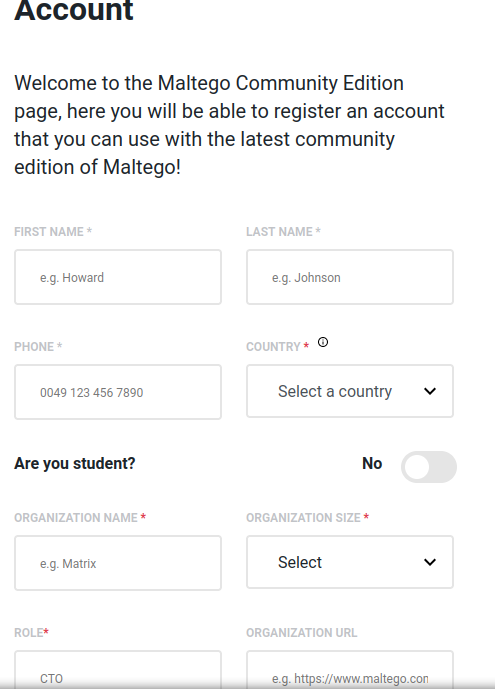 Account
Welcome to the Maltego Community Edition
page, here you will be able to register an account
that you can use with the latest community
edition of Maltego!
FIRST NAME *
LAST NAME *
e.g. Howard
e.g. Johnson
PHONE *
COUNTRY *
0049 123 456 7890
Select a country
Are you student?
No
ORGANIZATION NAME *
ORGANIZATION SIZE *
e.g. Matrix
Select
ROLE*
ORGANIZATION URL
CTO
e.g. https://www.maltego.con